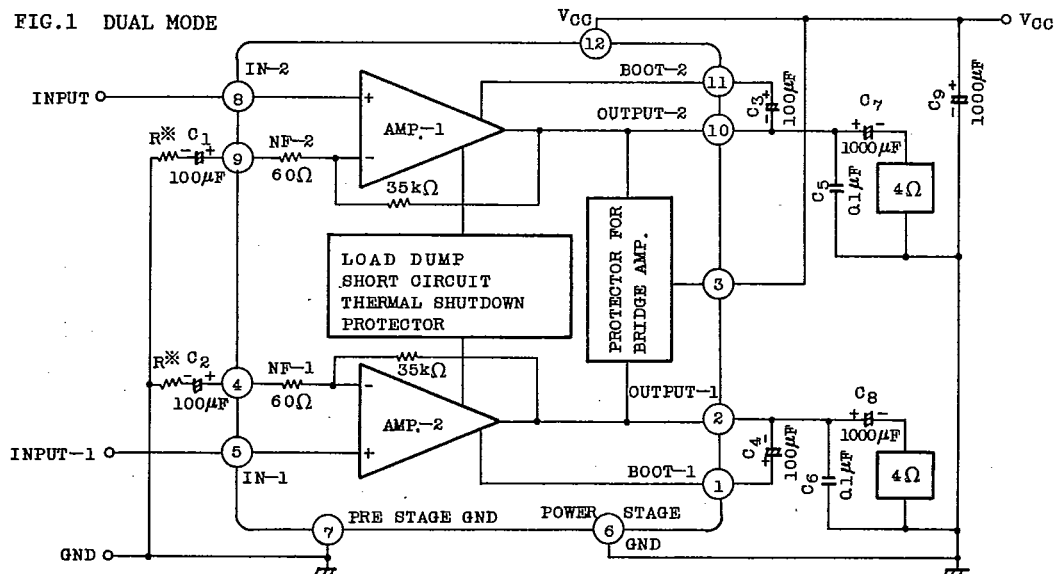 FIG.1 DUAL MODE
VCC
VCC
12
IN-2
BOOT-2
11
INPUT
8
+
AMP.-1
OUTPUT-2
10
C3
100μF
+
-
C7
+ -
1000μF
C9
1000μF
+
-
R※ C1
- +
100μF
9
NF-2
60Ω
-
35kΩ
C5
0.1μF
4Ω
LOAD DUMP
SHORT CIRCUIT
THERMAL SHUTDOWN
PROTECTOR
PROTECTOR FOR
BRIDGE AMP.
3
R※ C2
- +
100μF
4
NF-1
60Ω
35kΩ
-
AMP.-2
OUTPUT-1
2
C4
100μF
-
+
C8
+ -
1000μF
INPUT-1
5
IN-1
+
BOOT-1
1
C6
0.1μF
4Ω
7
PRE STAGE GND
POWER STAGE
6
GND
GND